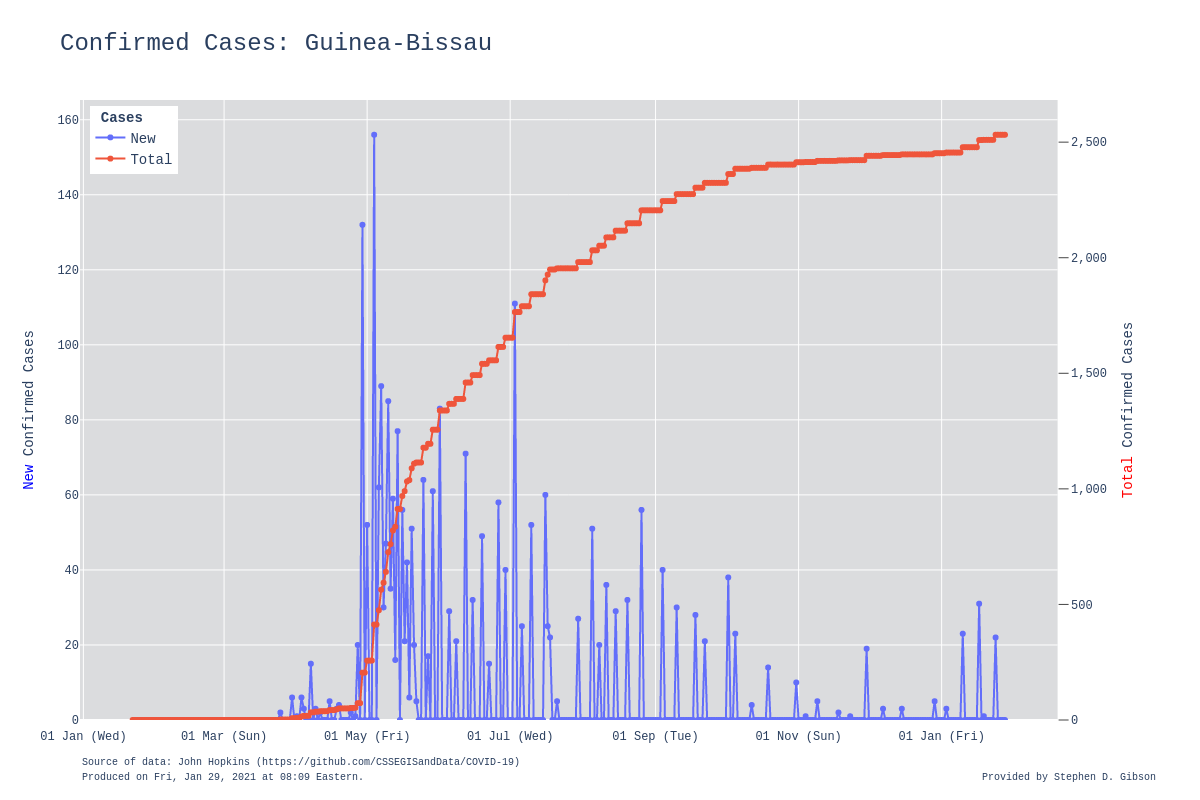 Confirmed Cases: Guinea-Bissau
Cases
New
Total
160
140
120
100
80
60
40
20
0
2,500
2,000
1,500
1,000
500
0
New Confirmed Cases
Total Confirmed Cases
01 Jan (Wed) 01 Mar (Sun) 01 May (Fri) 01 Jul (Wed) 01 Sep (Tue) 01 Nov (Sun) 01 Jan (Fri)
Source of data: John Hopkins (https://github.com/CSSEGISandData/COVID-19)
Produced on Fri, Jan 29, 2021 at 08:09 Eastern.
Provided by Stephen D. Gibson